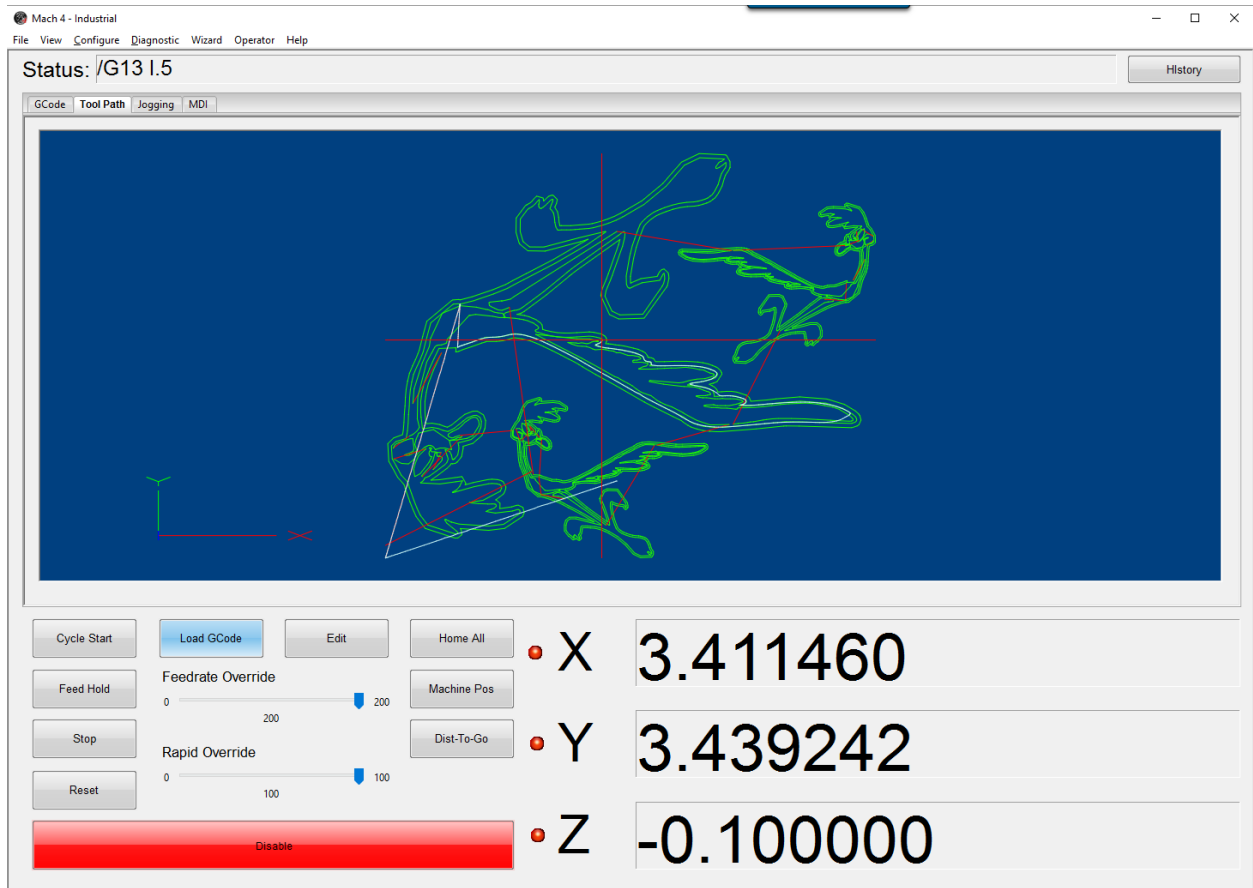 Mach 4 - Industrial
File View Configure Diagnostic Wizard Operator Help
Status: /G13 I.5 HIstory
GCode Tool Path Jogging MDI
Y
X
Cycle Start Load GCode Edit Home All X 3.411460
Feed Hold Feedrate Override Machine Pos
0 200
200
Stop Dist-To-Go Y 3.439242
Rapid Override
0 100
Reset 100
Disable Z -0.100000